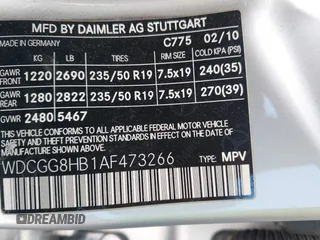 MFD BY DAIMLER AG STUTTGART
MADE IN GERMANY C775 02/10
KG LB TIRES RIMS COLD KPA (PSI)
GAWR FRONT 1220 2690 235/50 R19 7.5x19 240(35)
GAWR REAR 1280 2822 235/50 R19 7.5x19 270(39)
GVWR 2480 5467
THIS VEHICLE CONFORMS TO ALL APPLICABLE
FEDERAL MOTOR VEHICLE SAFETY AND THEFT
PREVENTION STANDARDS IN EFFECT ON THE DATE
OF MANUFACTURE SHOWN ABOVE
WDCGG8HB1AF473266 TYPE: MPV